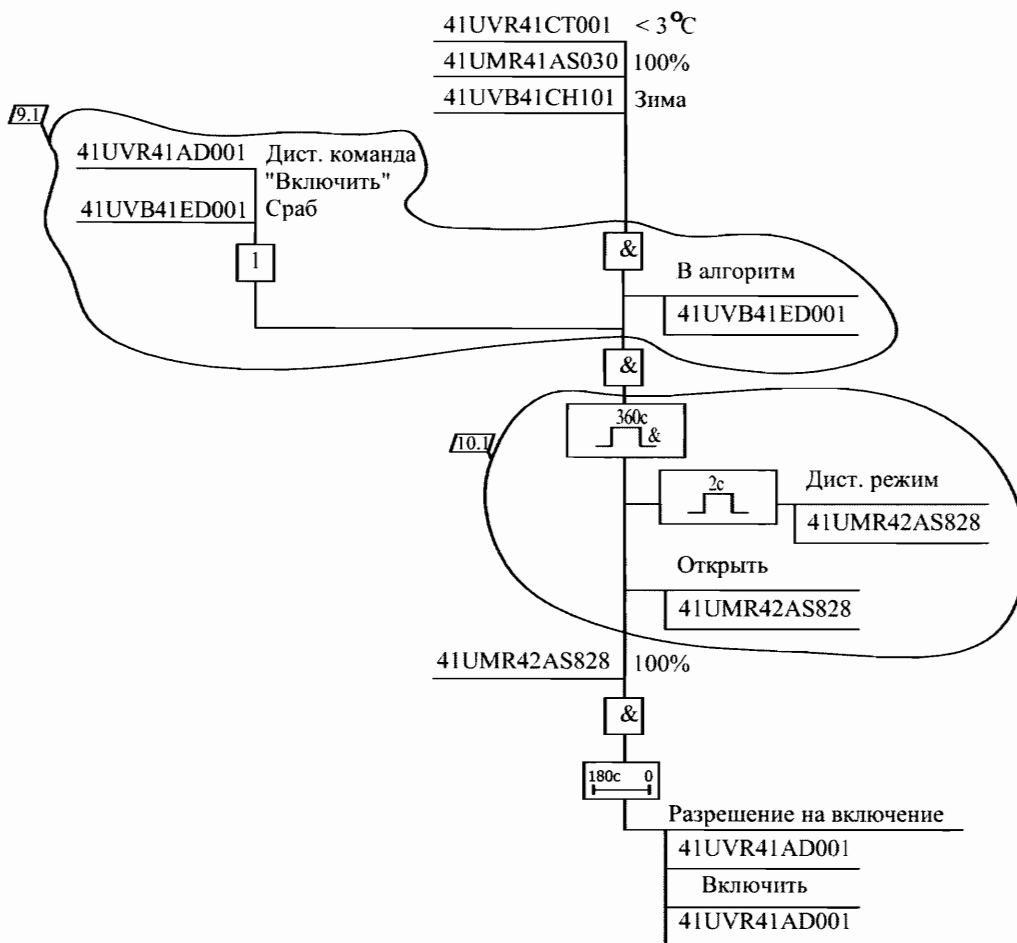 41UVR41CT001 < 3°C
41UMR41AS030 100%
41UVB41CH101 Зима
9.1
41UVR41AD001 Дист. команда
"Включить"
41UVB41ED001 Сраб
&
1
В алгоритм
41UVB41ED001
&
360с
&
10.1
2с
Дист. режим
41UMR42AS828
Открыть
41UMR42AS828
41UMR42AS828 100%
&
180с 0
Разрешение на включение
41UVR41AD001
Включить
41UVR41AD001